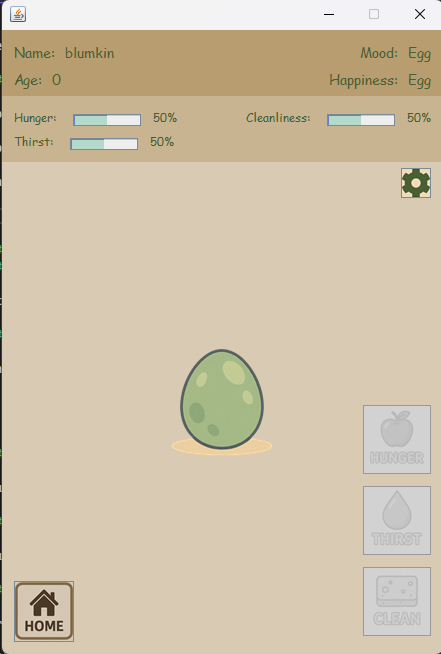 Name: blumkin Mood: Egg
Age: 0 Happiness: Egg
Hunger: 50% Cleanliness: 50%
Thirst: 50%
HUNGER
THIRST
CLEAN
HOME